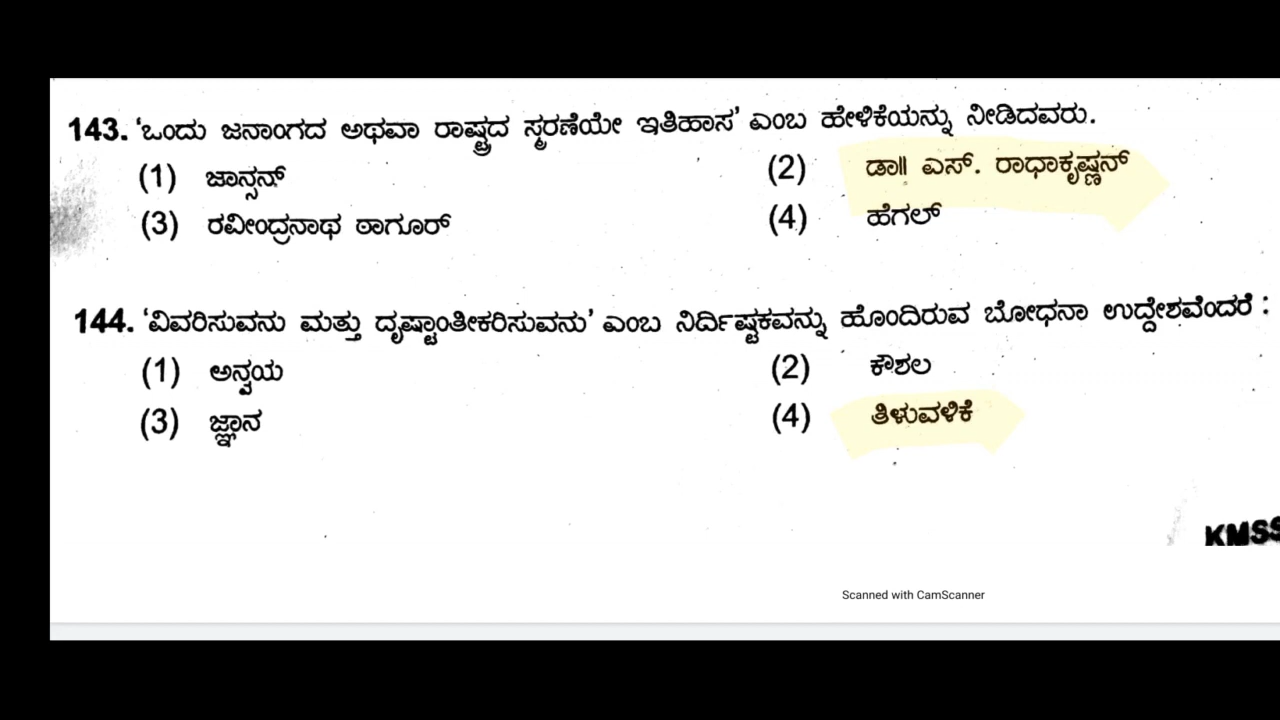 143. ‘ಒಂದು ಜನಾಂಗದ ಅಥವಾ ರಾಷ್ಟ್ರದ ಸ್ಮರಣೆಯೇ ಇತಿಹಾಸ’ ಎಂಬ ಹೇಳಿಕೆಯನ್ನು ನೀಡಿದವರು.
(1) ಜಾನ್ಸನ್ (2) ಡಾ|| ಎಸ್. ರಾಧಾಕೃಷ್ಣನ್
(3) ರವೀಂದ್ರನಾಥ ಠಾಗೂರ್ (4) ಹೆಗಲ್
144. ‘ವಿವರಿಸುವನು ಮತ್ತು ದೃಷ್ಟಾಂತೀಕರಿಸುವನು’ ಎಂಬ ನಿರ್ದಿಷ್ಟಕವನ್ನು ಹೊಂದಿರುವ ಬೋಧನಾ ಉದ್ದೇಶವೆಂದರೆ :
(1) ಅನ್ವಯ (2) ಕೌಶಲ
(3) ಜ್ಞಾನ (4) ತಿಳುವಳಿಕೆ
KMSS
Scanned with CamScanner